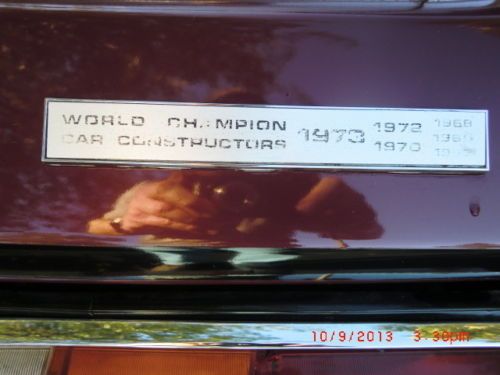 WORLD CHAMPION 1973 1972 1968
CAR CONSTRUCTORS 1970
10/9/2013 3:30pm